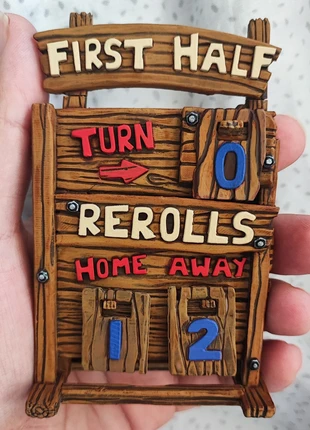 FIRST HALF
TURN 0
REROLLS
HOME AWAY
1 2